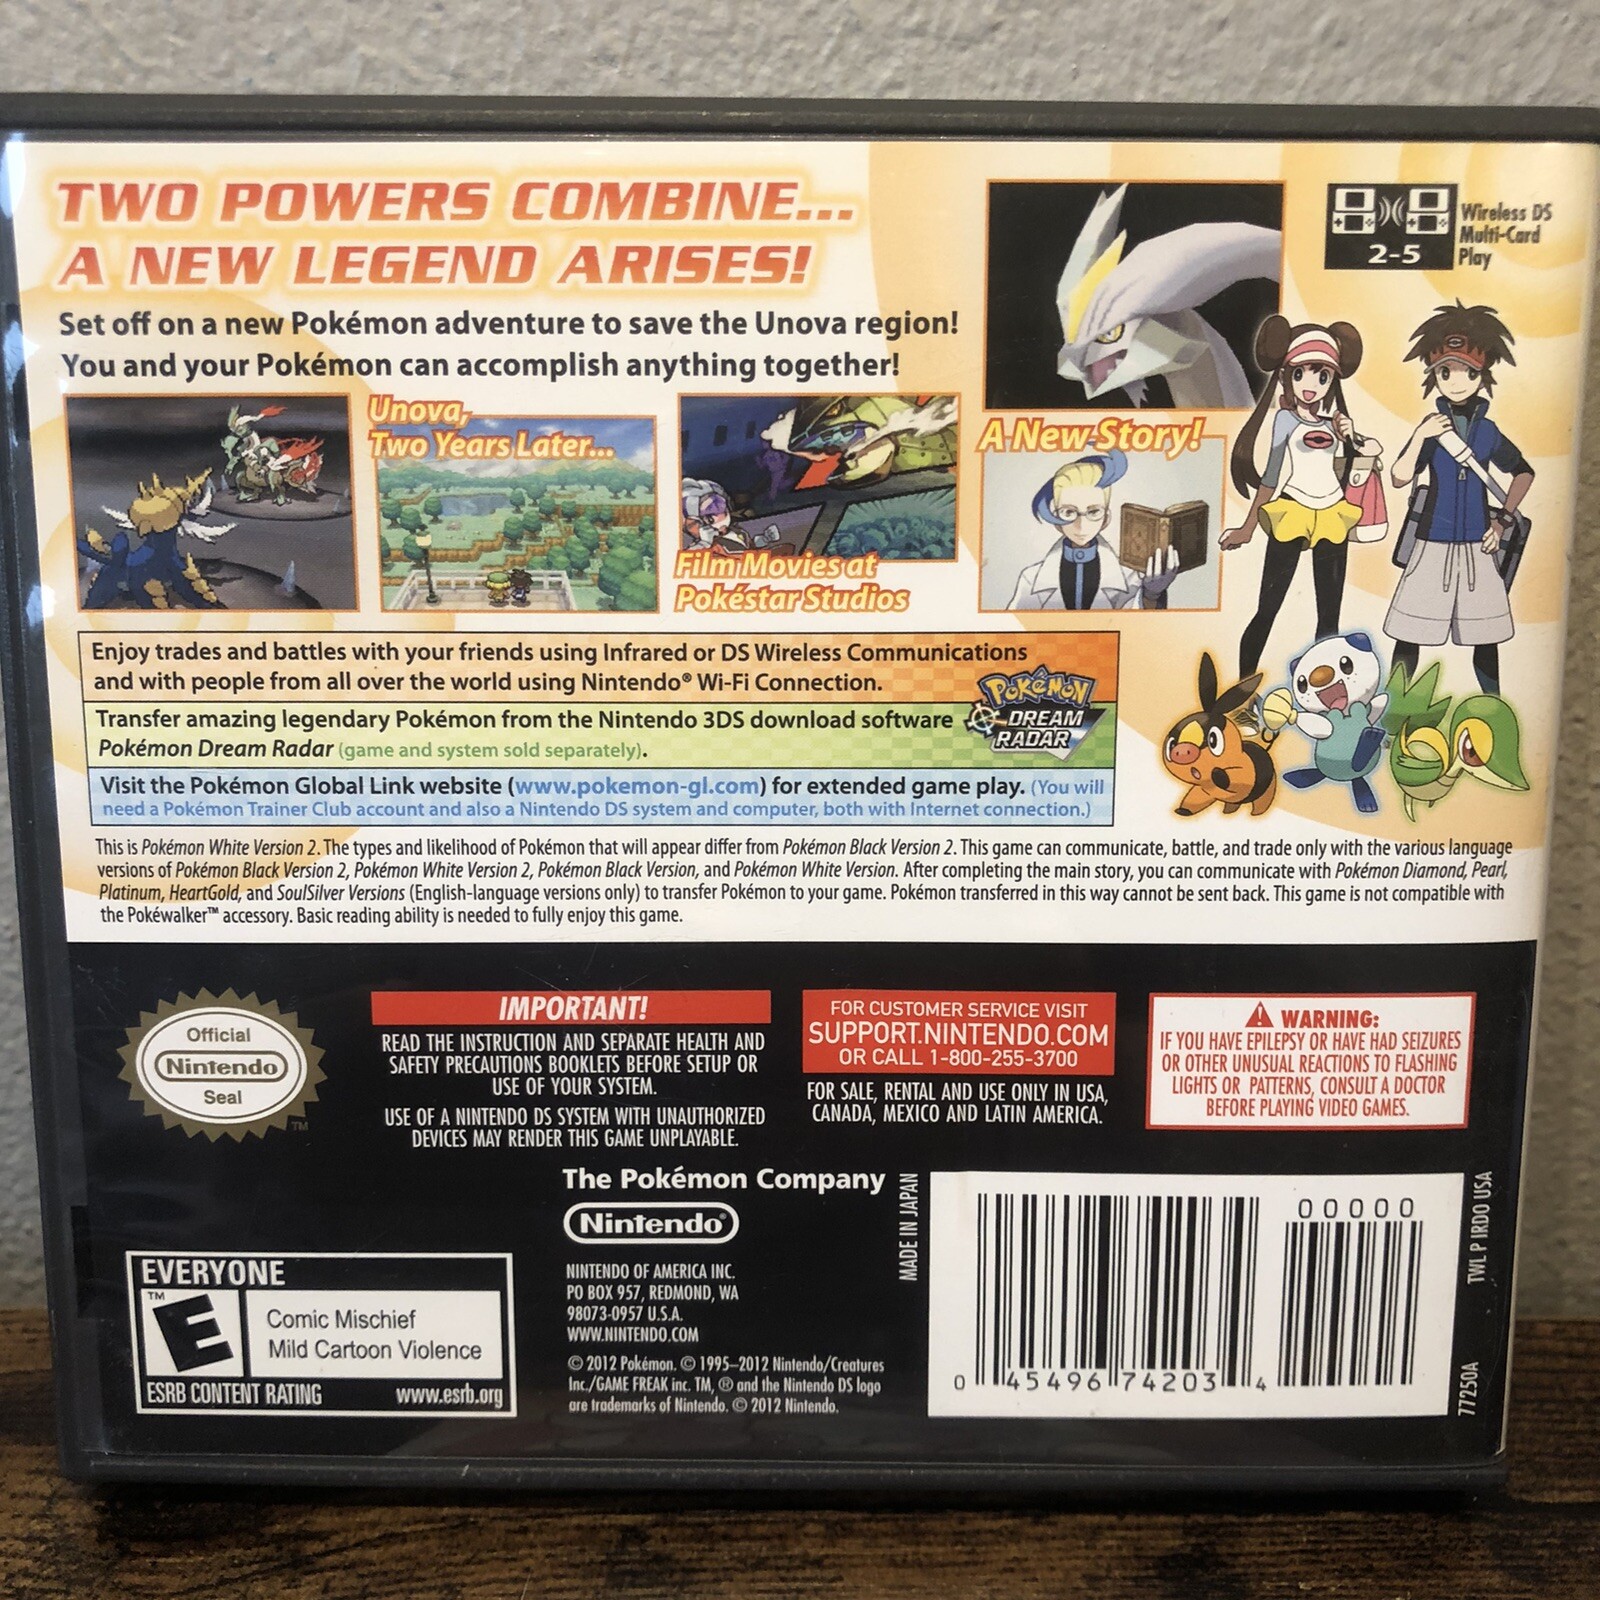 TWO POWERS COMBINE...
A NEW LEGEND ARISES!
Set off on a new Pokémon adventure to save the Unova region!
You and your Pokémon can accomplish anything together!
2-5
Wireless DS
Multi-Card
Play
Unova,
Two Years Later...
Film Movies at
Pokéstar Studios
A New Story!
Enjoy trades and battles with your friends using Infrared or DS Wireless Communications
and with people from all over the world using Nintendo® Wi-Fi Connection.
Transfer amazing legendary Pokémon from the Nintendo 3DS download software
Pokémon Dream Radar (game and system sold separately).
POKéMON
DREAM
RADAR
Visit the Pokémon Global Link website (www.pokemon-gl.com) for extended game play. (You will
need a Pokémon Trainer Club account and also a Nintendo DS system and computer, both with Internet connection.)
This is Pokémon White Version 2. The types and likelihood of Pokémon that will appear differ from Pokémon Black Version 2. This game can communicate, battle, and trade only with the various language
versions of Pokémon Black Version 2, Pokémon White Version 2, Pokémon Black Version, and Pokémon White Version. After completing the main story, you can communicate with Pokémon Diamond, Pearl,
Platinum, HeartGold, and SoulSilver Versions (English-language versions only) to transfer Pokémon to your game. Pokémon transferred in this way cannot be sent back. This game is not compatible with
the Pokéwalker™ accessory. Basic reading ability is needed to fully enjoy this game.
Official
Nintendo
Seal
TM
IMPORTANT!
READ THE INSTRUCTION AND SEPARATE HEALTH AND
SAFETY PRECAUTIONS BOOKLETS BEFORE SETUP OR
USE OF YOUR SYSTEM.
USE OF A NINTENDO DS SYSTEM WITH UNAUTHORIZED
DEVICES MAY RENDER THIS GAME UNPLAYABLE.
FOR CUSTOMER SERVICE VISIT
SUPPORT.NINTENDO.COM
OR CALL 1-800-255-3700
FOR SALE, RENTAL AND USE ONLY IN USA,
CANADA, MEXICO AND LATIN AMERICA.
WARNING:
IF YOU HAVE EPILEPSY OR HAVE HAD SEIZURES
OR OTHER UNUSUAL REACTIONS TO FLASHING
LIGHTS OR PATTERNS, CONSULT A DOCTOR
BEFORE PLAYING VIDEO GAMES.
The Pokémon Company
Nintendo®
NINTENDO OF AMERICA INC.
PO BOX 957, REDMOND, WA
98073-0957 U.S.A.
WWW.NINTENDO.COM
© 2012 Pokémon. © 1995–2012 Nintendo/Creatures
Inc./GAME FREAK inc. TM, ® and the Nintendo DS logo
are trademarks of Nintendo. © 2012 Nintendo.
EVERYONE
TM
E
Comic Mischief
Mild Cartoon Violence
ESRB CONTENT RATING www.esrb.org
MADE IN JAPAN
00000
0 45496 74203 4
TWL P IRDO USA
77250A